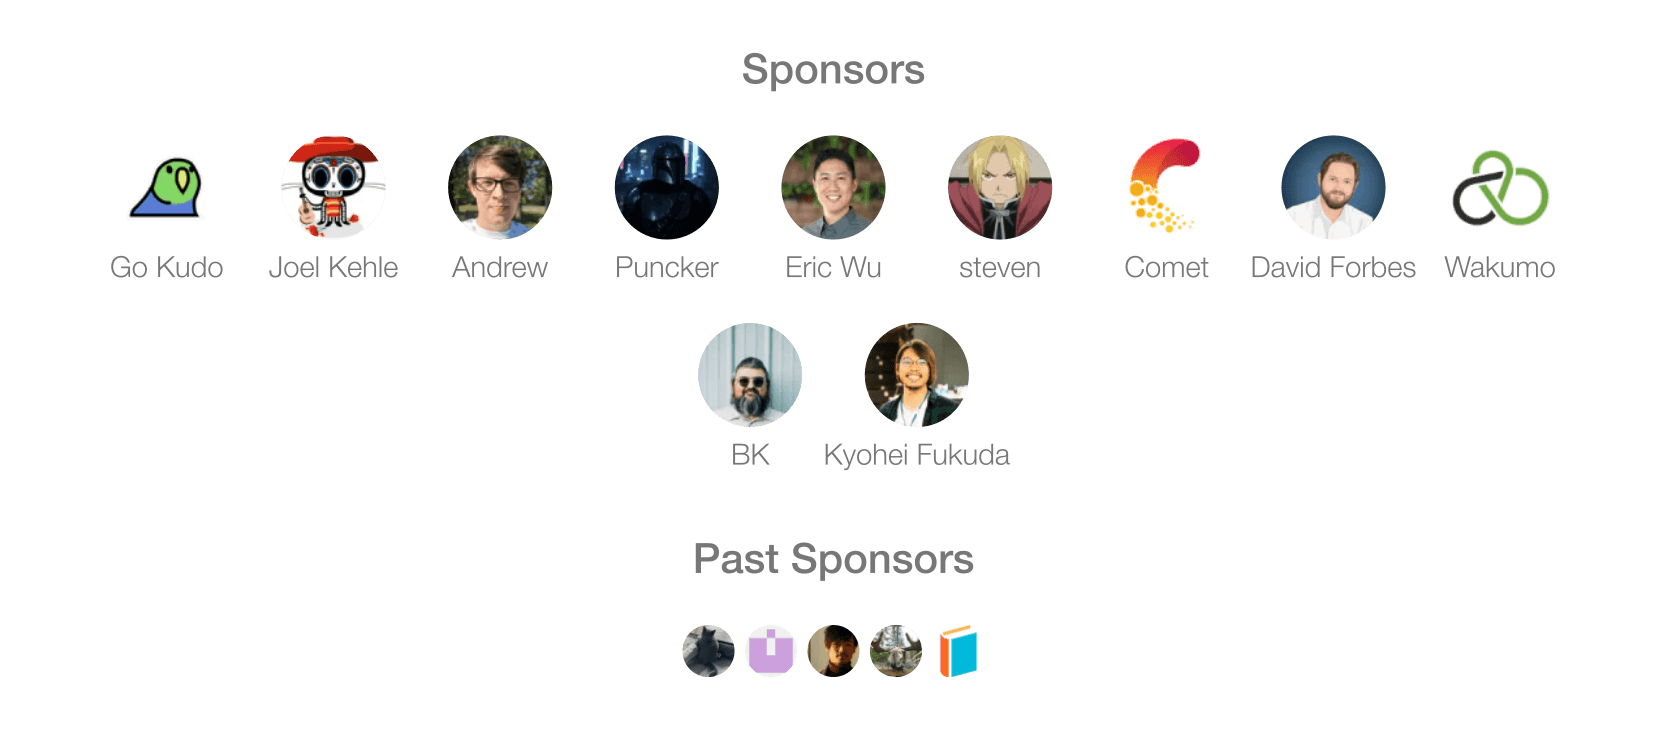 Sponsors
Go Kudo Joel Kehle Andrew Puncker Eric Wu steven Comet David Forbes Wakumo
BK Kyohei Fukuda
Past Sponsors